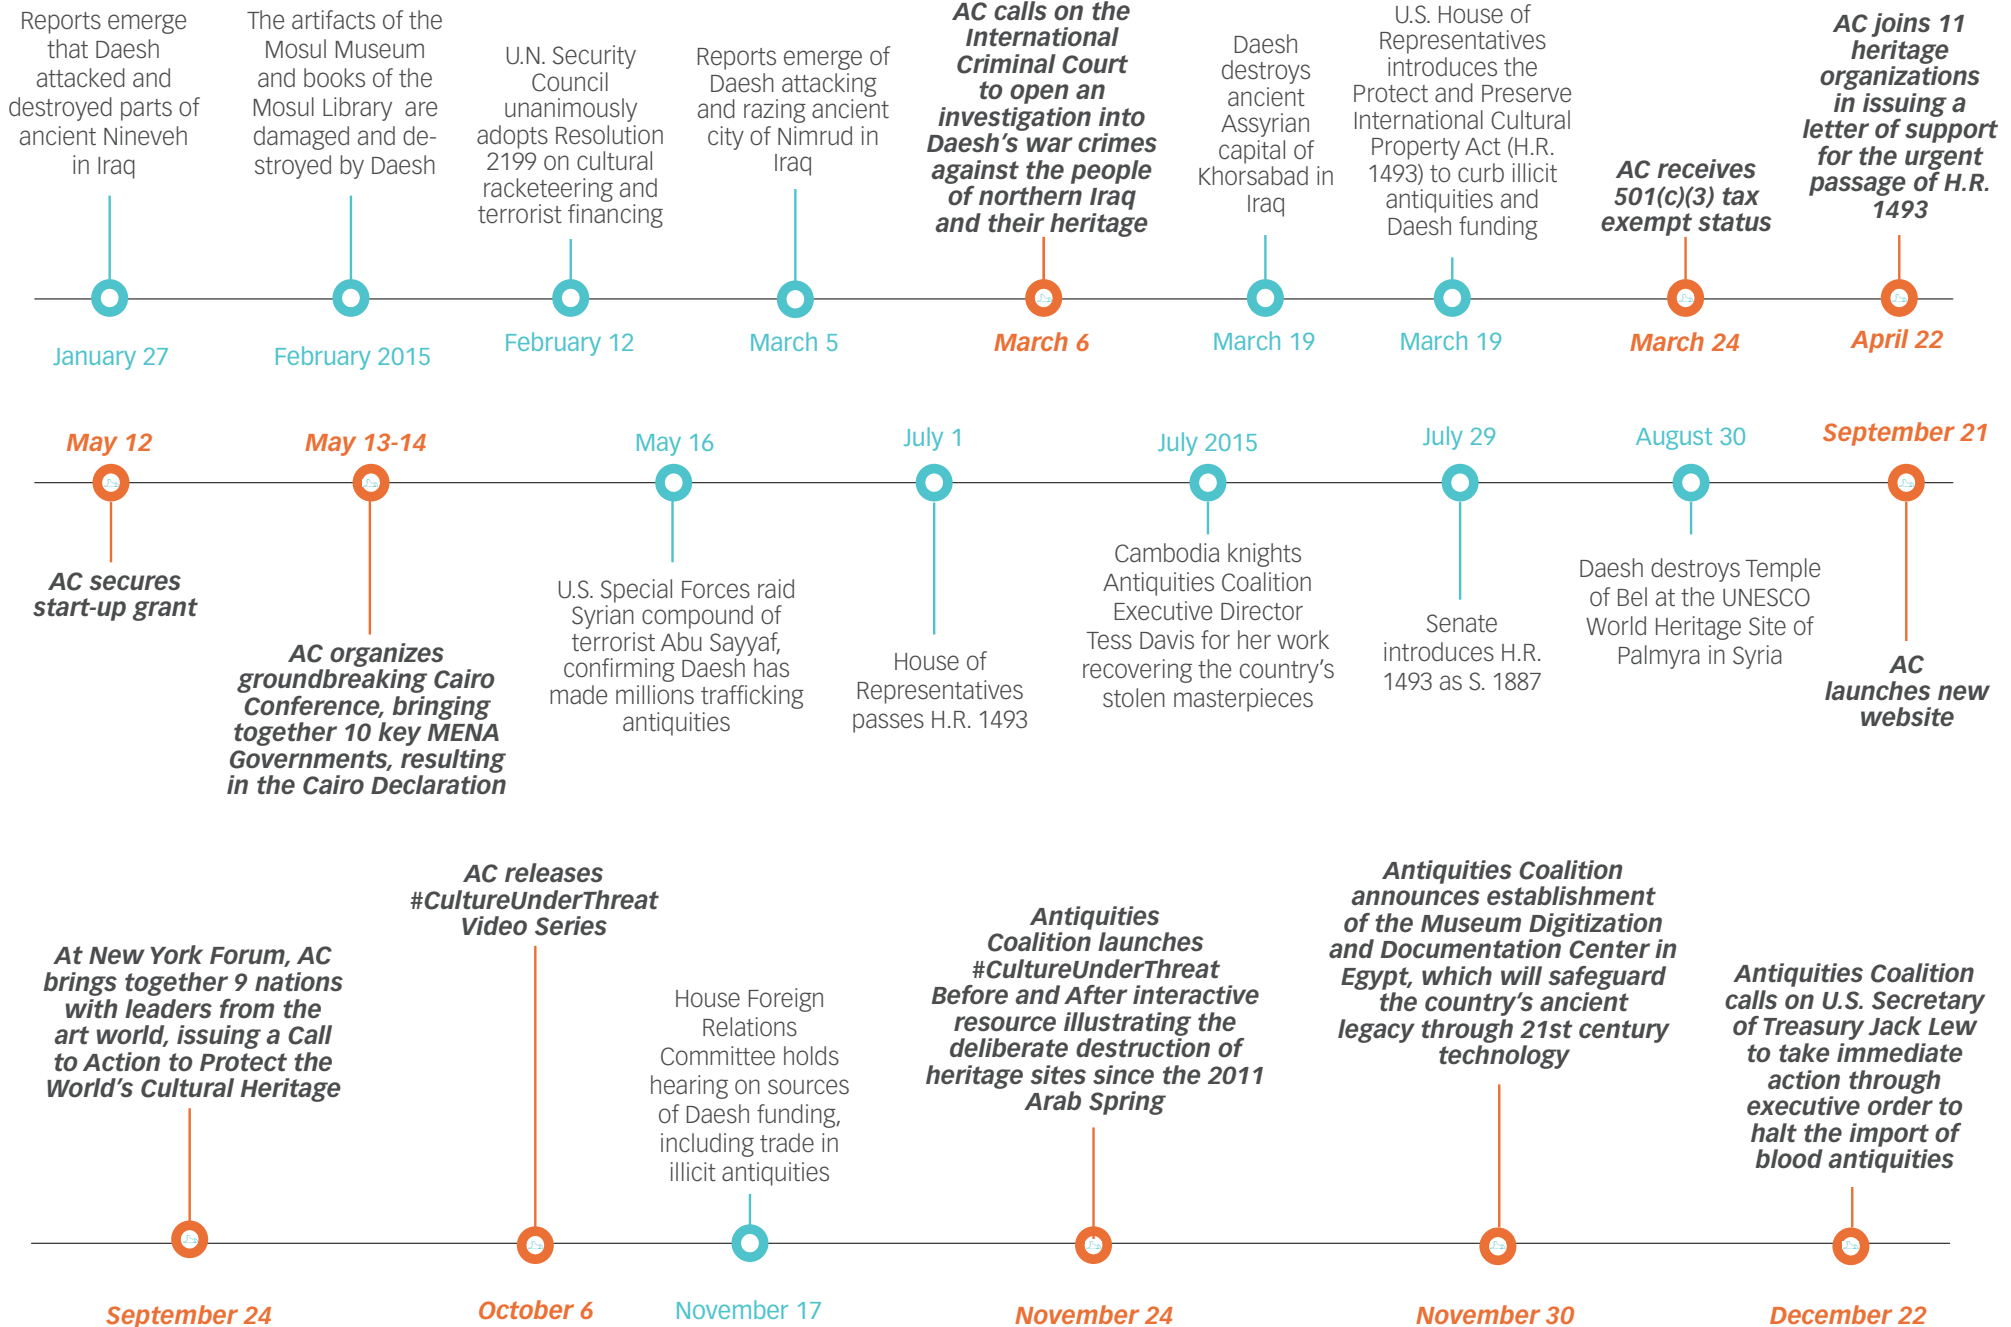 Reports emerge
that Daesh
attacked and
destroyed parts of
ancient Nineveh
in Iraq
January 27
The artifacts of the
Mosul Museum
and books of the
Mosul Library are
damaged and de-
stroyed by Daesh
February 2015
U.N. Security
Council
unanimously
adopts Resolution
2199 on cultural
racketeering and
terrorist financing
February 12
Reports emerge of
Daesh attacking
and razing ancient
city of Nimrud in
Iraq
March 5
AC calls on the
International
Criminal Court
to open an
investigation into
Daesh's war crimes
against the people
of northern Iraq
and their heritage
March 6
Daesh
destroys
ancient
Assyrian
capital of
Khorsabad in
Iraq
March 19
U.S. House of
Representatives
introduces the
Protect and Preserve
International Cultural
Property Act (H.R.
1493) to curb illicit
antiquities and
Daesh funding
March 19
AC receives
501(c)(3) tax
exempt status
March 24
AC joins 11
heritage
organizations
in issuing a
letter of support
for the urgent
passage of H.R.
1493
April 22
May 12
AC secures
start-up grant
May 13-14
AC organizes
groundbreaking Cairo
Conference, bringing
together 10 key MENA
Governments, resulting
in the Cairo Declaration
May 16
U.S. Special Forces raid
Syrian compound of
terrorist Abu Sayyaf,
confirming Daesh has
made millions trafficking
antiquities
July 1
House of
Representatives
passes H.R. 1493
July 2015
Cambodia knights
Antiquities Coalition
Executive Director
Tess Davis for her work
recovering the country's
stolen masterpieces
July 29
Senate
introduces H.R.
1493 as S. 1887
August 30
Daesh destroys Temple
of Bel at the UNESCO
World Heritage Site of
Palmyra in Syria
September 21
AC
launches new
website
At New York Forum, AC
brings together 9 nations
with leaders from the
art world, issuing a Call
to Action to Protect the
World's Cultural Heritage
September 24
AC releases
#CultureUnderThreat
Video Series
October 6
House Foreign
Relations
Committee holds
hearing on sources
of Daesh funding,
including trade in
illicit antiquities
November 17
Antiquities
Coalition launches
#CultureUnderThreat
Before and After interactive
resource illustrating the
deliberate destruction of
heritage sites since the 2011
Arab Spring
November 24
Antiquities Coalition
announces establishment
of the Museum Digitization
and Documentation Center in
Egypt, which will safeguard
the country's ancient
legacy through 21st century
technology
November 30
Antiquities Coalition
calls on U.S. Secretary
of Treasury Jack Lew
to take immediate
action through
executive order to
halt the import of
blood antiquities
December 22